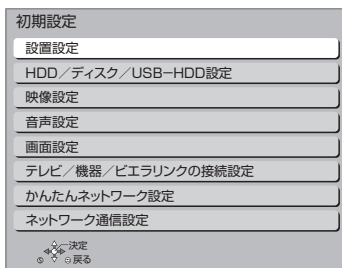 初期設定
設置設定
HDD／ディスク／USB－HDD設定
映像設定
音声設定
画面設定
テレビ／機器／ビエラリンクの接続設定
かんたんネットワーク設定
ネットワーク通信設定
決定
戻る